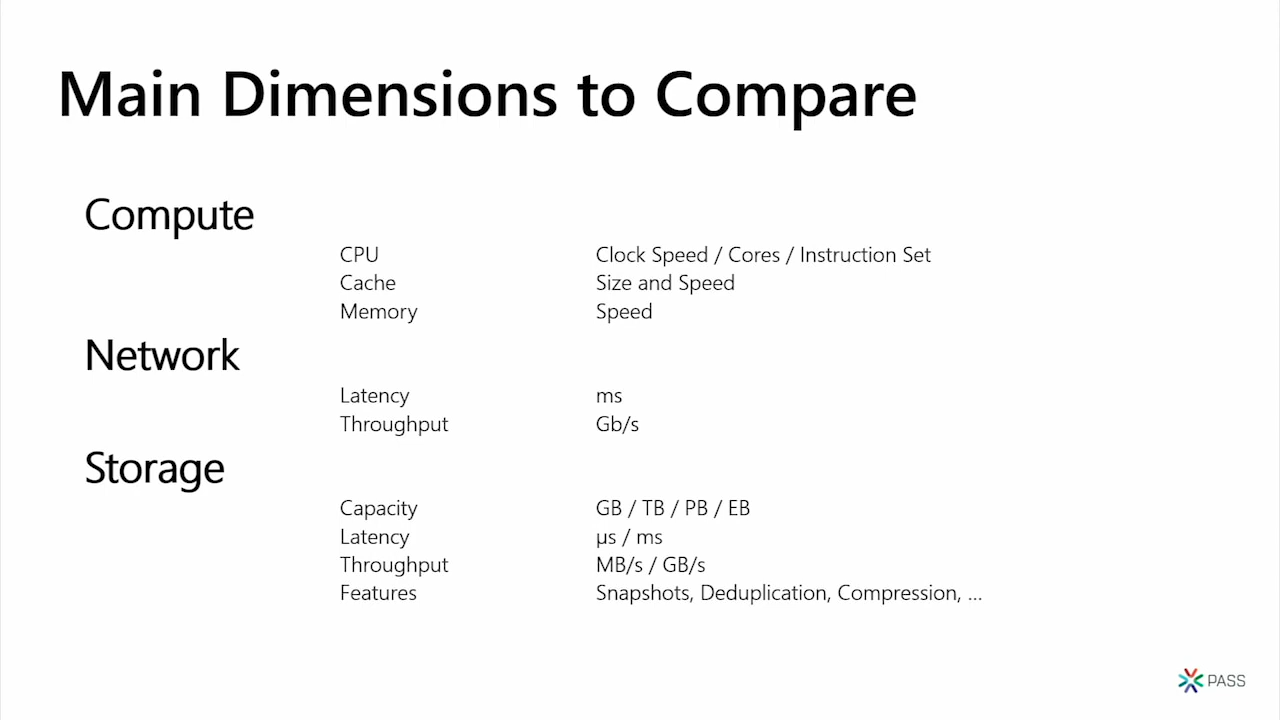 Main Dimensions to Compare
Compute
CPU Clock Speed / Cores / Instruction Set
Cache Size and Speed
Memory Speed
Network
Latency ms
Throughput Gb/s
Storage
Capacity GB / TB / PB / EB
Latency µs / ms
Throughput MB/s / GB/s
Features Snapshots, Deduplication, Compression, ...
PASS